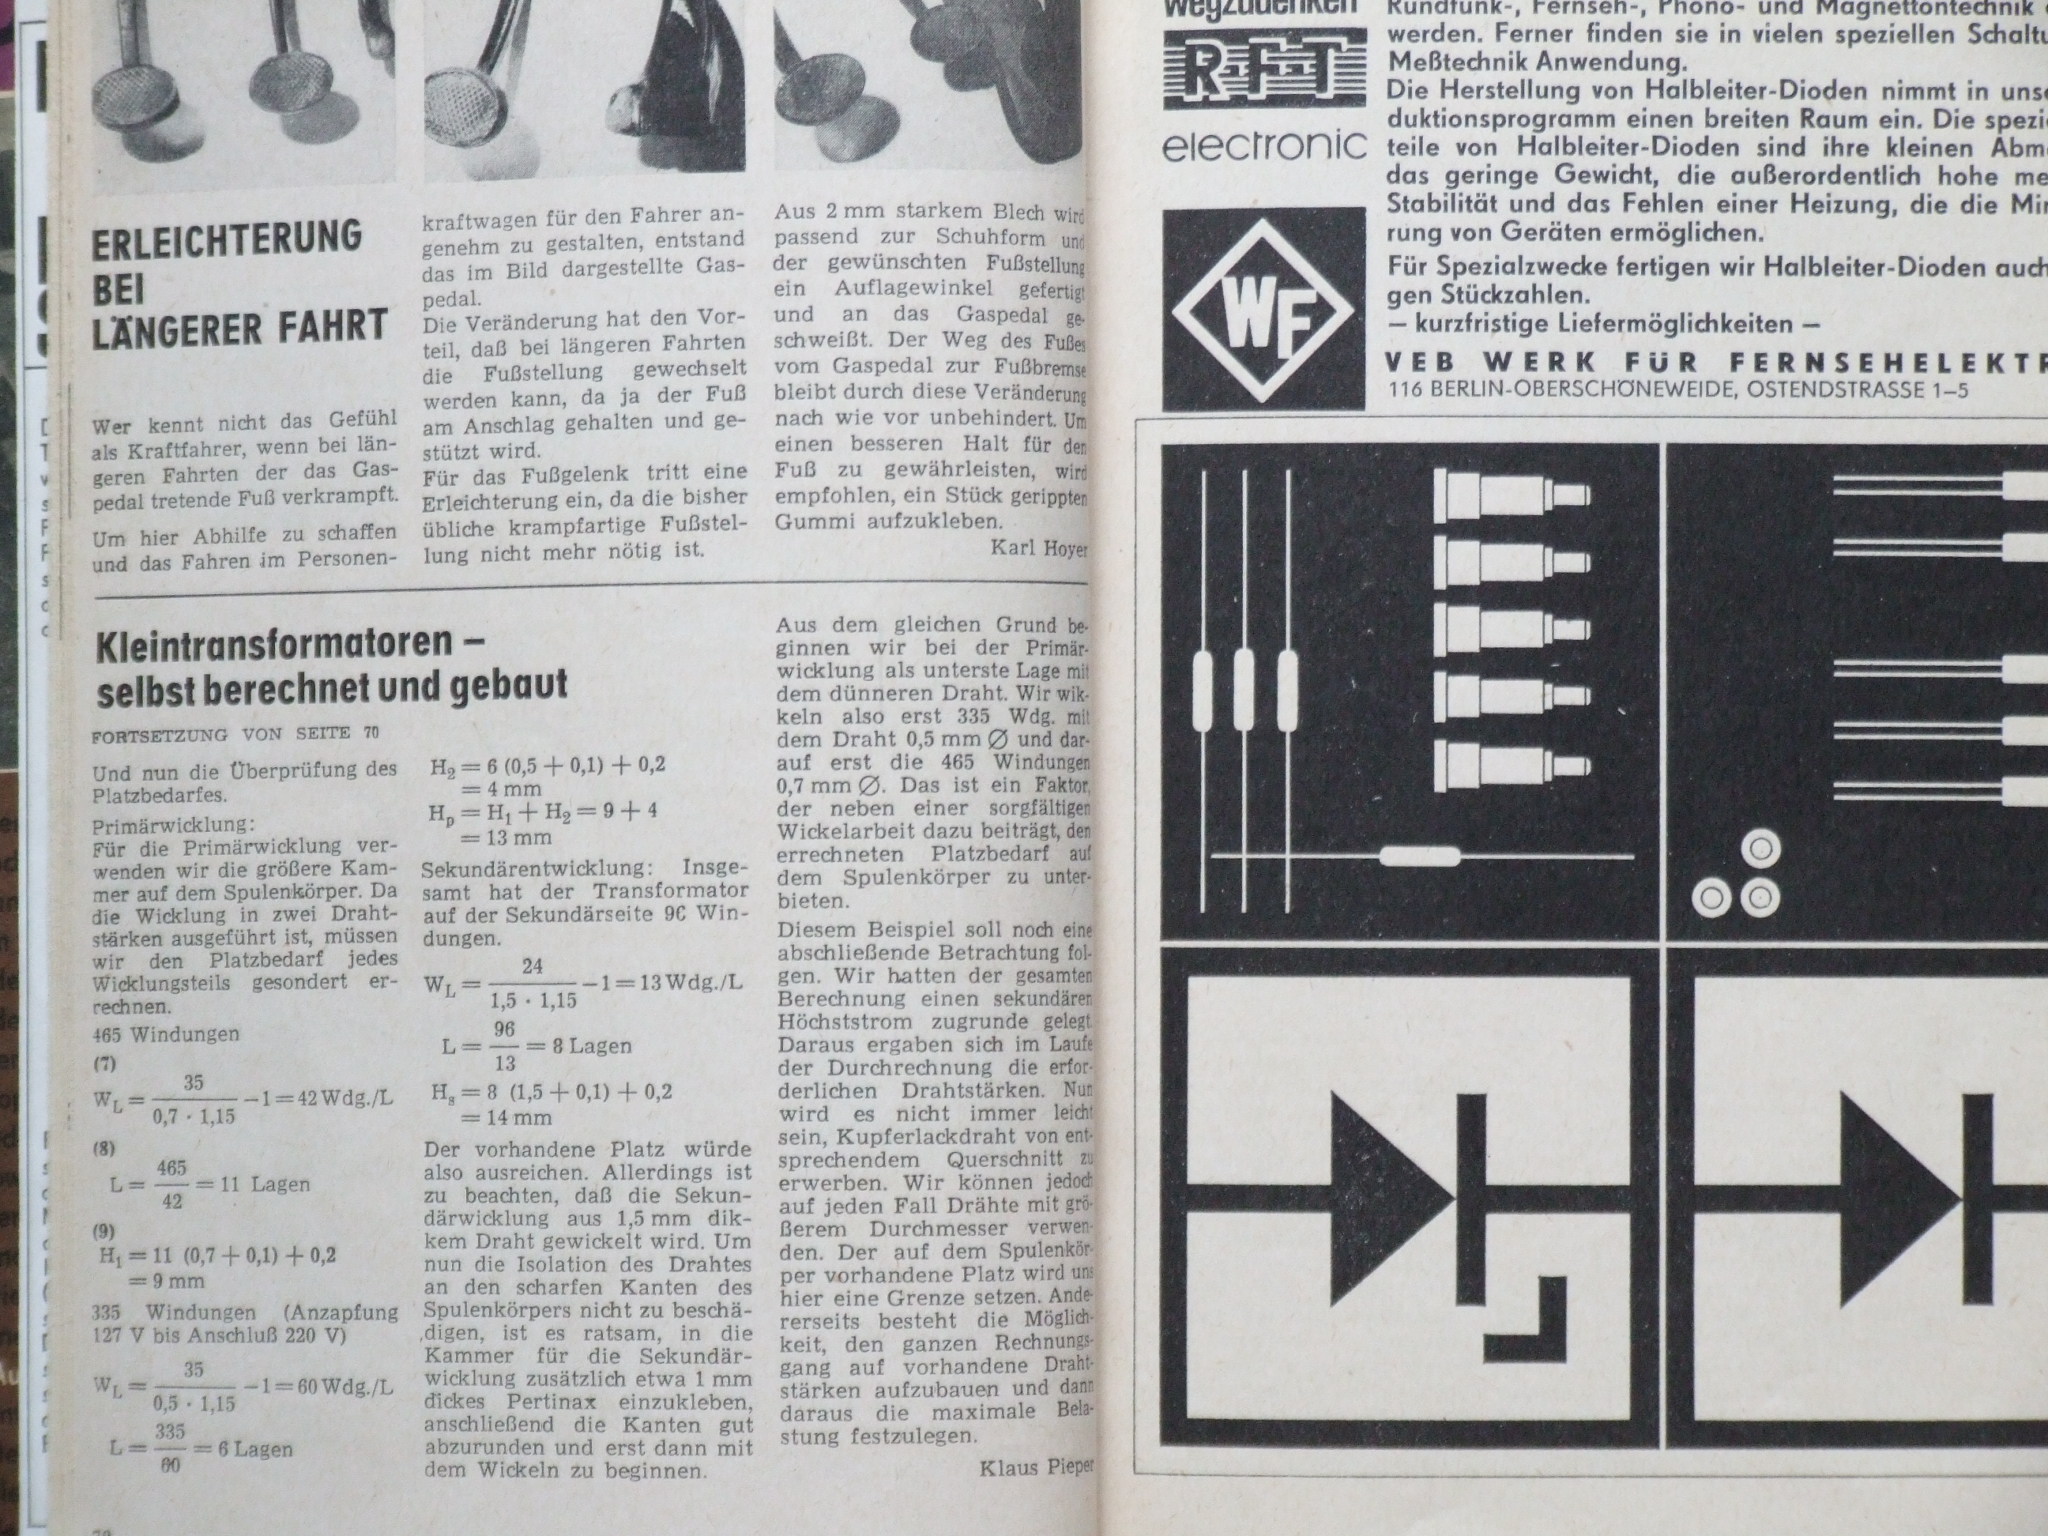 ERLEICHTERUNG
BEI
LÄNGERER FAHRT
Wer kennt nicht das Gefühl
als Kraftfahrer, wenn bei län-
geren Fahrten der das Gas-
pedal tretende Fuß verkrampft.
Um hier Abhilfe zu schaffen
und das Fahren im Personen-
kraftwagen für den Fahrer an-
genehm zu gestalten, entstand
das im Bild dargestellte Gas-
pedal.
Die Veränderung hat den Vor-
teil, daß bei längeren Fahrten
die Fußstellung gewechselt
werden kann, da ja der Fuß
am Anschlag gehalten und ge-
stützt wird.
Für das Fußgelenk tritt eine
Erleichterung ein, da die bisher
übliche krampfartige Fußstel-
lung nicht mehr nötig ist.
Aus 2 mm starkem Blech wird
passend zur Schuhform und
der gewünschten Fußstellung
ein Auflagewinkel gefertigt
und an das Gaspedal ge-
schweißt. Der Weg des Fußes
vom Gaspedal zur Fußbremse
bleibt durch diese Veränderung
nach wie vor unbehindert. Um
einen besseren Halt für den
Fuß zu gewährleisten, wird
empfohlen, ein Stück gerippten
Gummi aufzukleben.
Karl Hoyer
Kleintransformatoren –
selbst berechnet und gebaut
FORTSETZUNG VON SEITE 70
Und nun die Überprüfung des
Platzbedarfes.
Primärwicklung:
Für die Primärwicklung ver-
wenden wir die größere Kam-
mer auf dem Spulenkörper. Da
die Wicklung in zwei Draht-
stärken ausgeführt ist, müssen
wir den Platzbedarf jedes
Wicklungsteils gesondert er-
rechnen.
465 Windungen
(7)
W_L = 35 / (0,7 · 1,15) − 1 = 42 Wdg./L
(8)
L = 465 / 42 = 11 Lagen
(9)
H₁ = 11 (0,7 + 0,1) + 0,2
= 9 mm
335 Windungen (Anzapfung
127 V bis Anschluß 220 V)
W_L = 35 / (0,5 · 1,15) − 1 = 60 Wdg./L
L = 335 / 60 = 6 Lagen
H₂ = 6 (0,5 + 0,1) + 0,2
= 4 mm
H_p = H₁ + H₂ = 9 + 4
= 13 mm
Sekundärentwicklung: Insge-
samt hat der Transformator
auf der Sekundärseite 96 Win-
dungen.
W_L = 24 / (1,5 · 1,15) − 1 = 13 Wdg./L
L = 96 / 13 = 8 Lagen
H_s = 8 (1,5 + 0,1) + 0,2
= 14 mm
Der vorhandene Platz würde
also ausreichen. Allerdings ist
zu beachten, daß die Sekun-
därwicklung aus 1,5 mm dik-
kem Draht gewickelt wird. Um
nun die Isolation des Drahtes
an den scharfen Kanten des
Spulenkörpers nicht zu beschä-
digen, ist es ratsam, in die
Kammer für die Sekundär-
wicklung zusätzlich etwa 1 mm
dickes Pertinax einzukleben,
anschließend die Kanten gut
abzurunden und erst dann mit
dem Wickeln zu beginnen.
Aus dem gleichen Grund be-
ginnen wir bei der Primär-
wicklung als unterste Lage mit
dem dünneren Draht. Wir wik-
keln also erst 335 Wdg. mit
dem Draht 0,5 mm ∅ und dar-
auf erst die 465 Windungen
0,7 mm ∅. Das ist ein Faktor,
der neben einer sorgfältigen
Wickelarbeit dazu beiträgt, den
errechneten Platzbedarf auf
dem Spulenkörper zu unter-
bieten.
Diesem Beispiel soll noch eine
abschließende Betrachtung fol-
gen. Wir hatten der gesamten
Berechnung einen sekundären
Höchststrom zugrunde gelegt.
Daraus ergaben sich im Laufe
der Durchrechnung die erfor-
derlichen Drahtstärken. Nun
wird es nicht immer leicht
sein, Kupferlackdraht von ent-
sprechendem Querschnitt zu
erwerben. Wir können jedoch
auf jeden Fall Drähte mit grö-
ßerem Durchmesser verwen-
den. Der auf dem Spulenkör-
per vorhandene Platz wird uns
hier eine Grenze setzen. Ande-
rerseits besteht die Möglich-
keit, den ganzen Rechnungs-
gang auf vorhandene Draht-
stärken aufzubauen und dann
daraus die maximale Bela-
stung festzulegen.
Klaus Pieper
wegzudenken
RFT
electronic
WF
Rundfunk-, Fernseh-, Phono- und Magnettontechnik
werden. Ferner finden sie in vielen speziellen Schaltu
Meßtechnik Anwendung.
Die Herstellung von Halbleiter-Dioden nimmt in unse
duktionsprogramm einen breiten Raum ein. Die spezi
teile von Halbleiter-Dioden sind ihre kleinen Abm
das geringe Gewicht, die außerordentlich hohe me
Stabilität und das Fehlen einer Heizung, die die Min
rung von Geräten ermöglichen.
Für Spezialzwecke fertigen wir Halbleiter-Dioden auch
gen Stückzahlen.
– kurzfristige Liefermöglichkeiten –
VEB WERK FÜR FERNSEHELEKTR
116 BERLIN-OBERSCHÖNEWEIDE, OSTENDSTRASSE 1–5